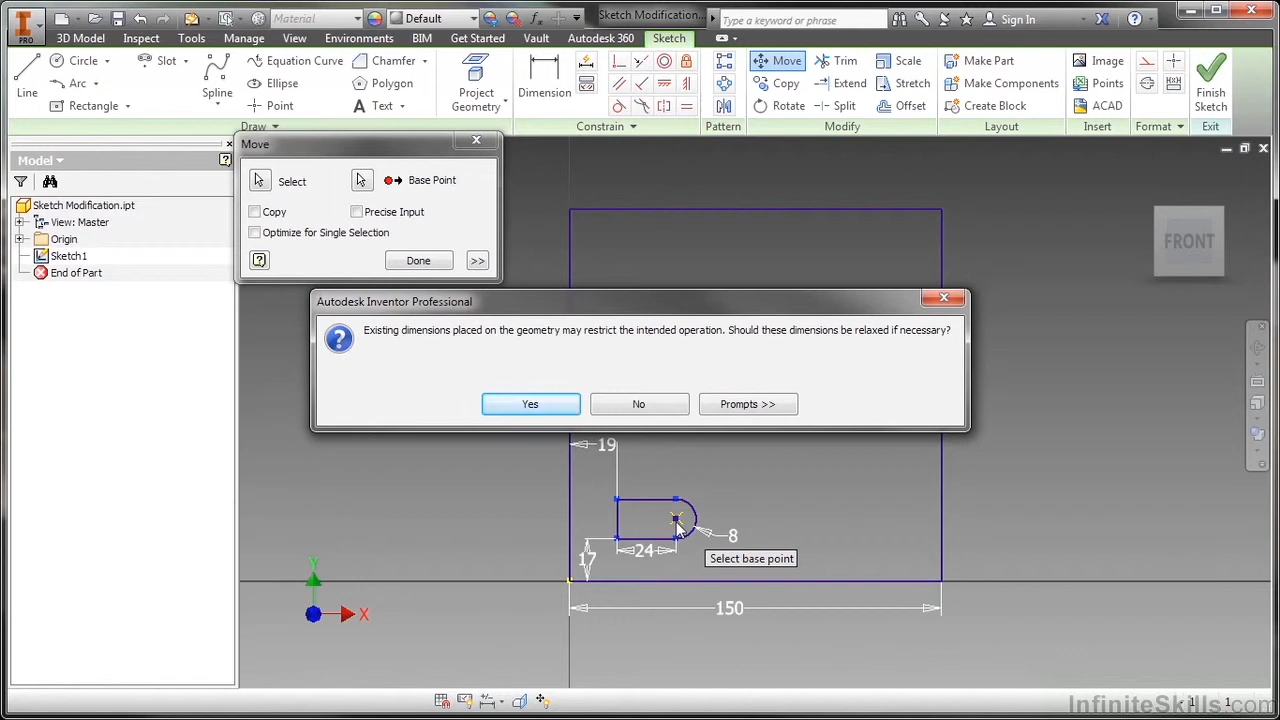 Material Default fx Sketch Modification... Type a keyword or phrase Sign In
PRO 3D Model Inspect Tools Manage View Environments BIM Get Started Vault Autodesk 360 Sketch
Line Circle Arc Rectangle Slot Spline Equation Curve Ellipse Point Chamfer Polygon Text Project Geometry Dimension Move Copy Rotate Trim Extend Split Scale Stretch Offset Make Part Make Components Create Block Image Points ACAD Finish Sketch
Draw Constrain Pattern Modify Layout Insert Format Exit
Model
Sketch Modification.ipt
View: Master
Origin
Sketch1
End of Part
Move
Select Base Point
Copy Precise Input
Optimize for Single Selection
Done >>
FRONT
Autodesk Inventor Professional
Existing dimensions placed on the geometry may restrict the intended operation. Should these dimensions be relaxed if necessary?
Yes No Prompts >>
19
8
24
17
Select base point
150
Y
X
InfiniteSkills.com
1 1